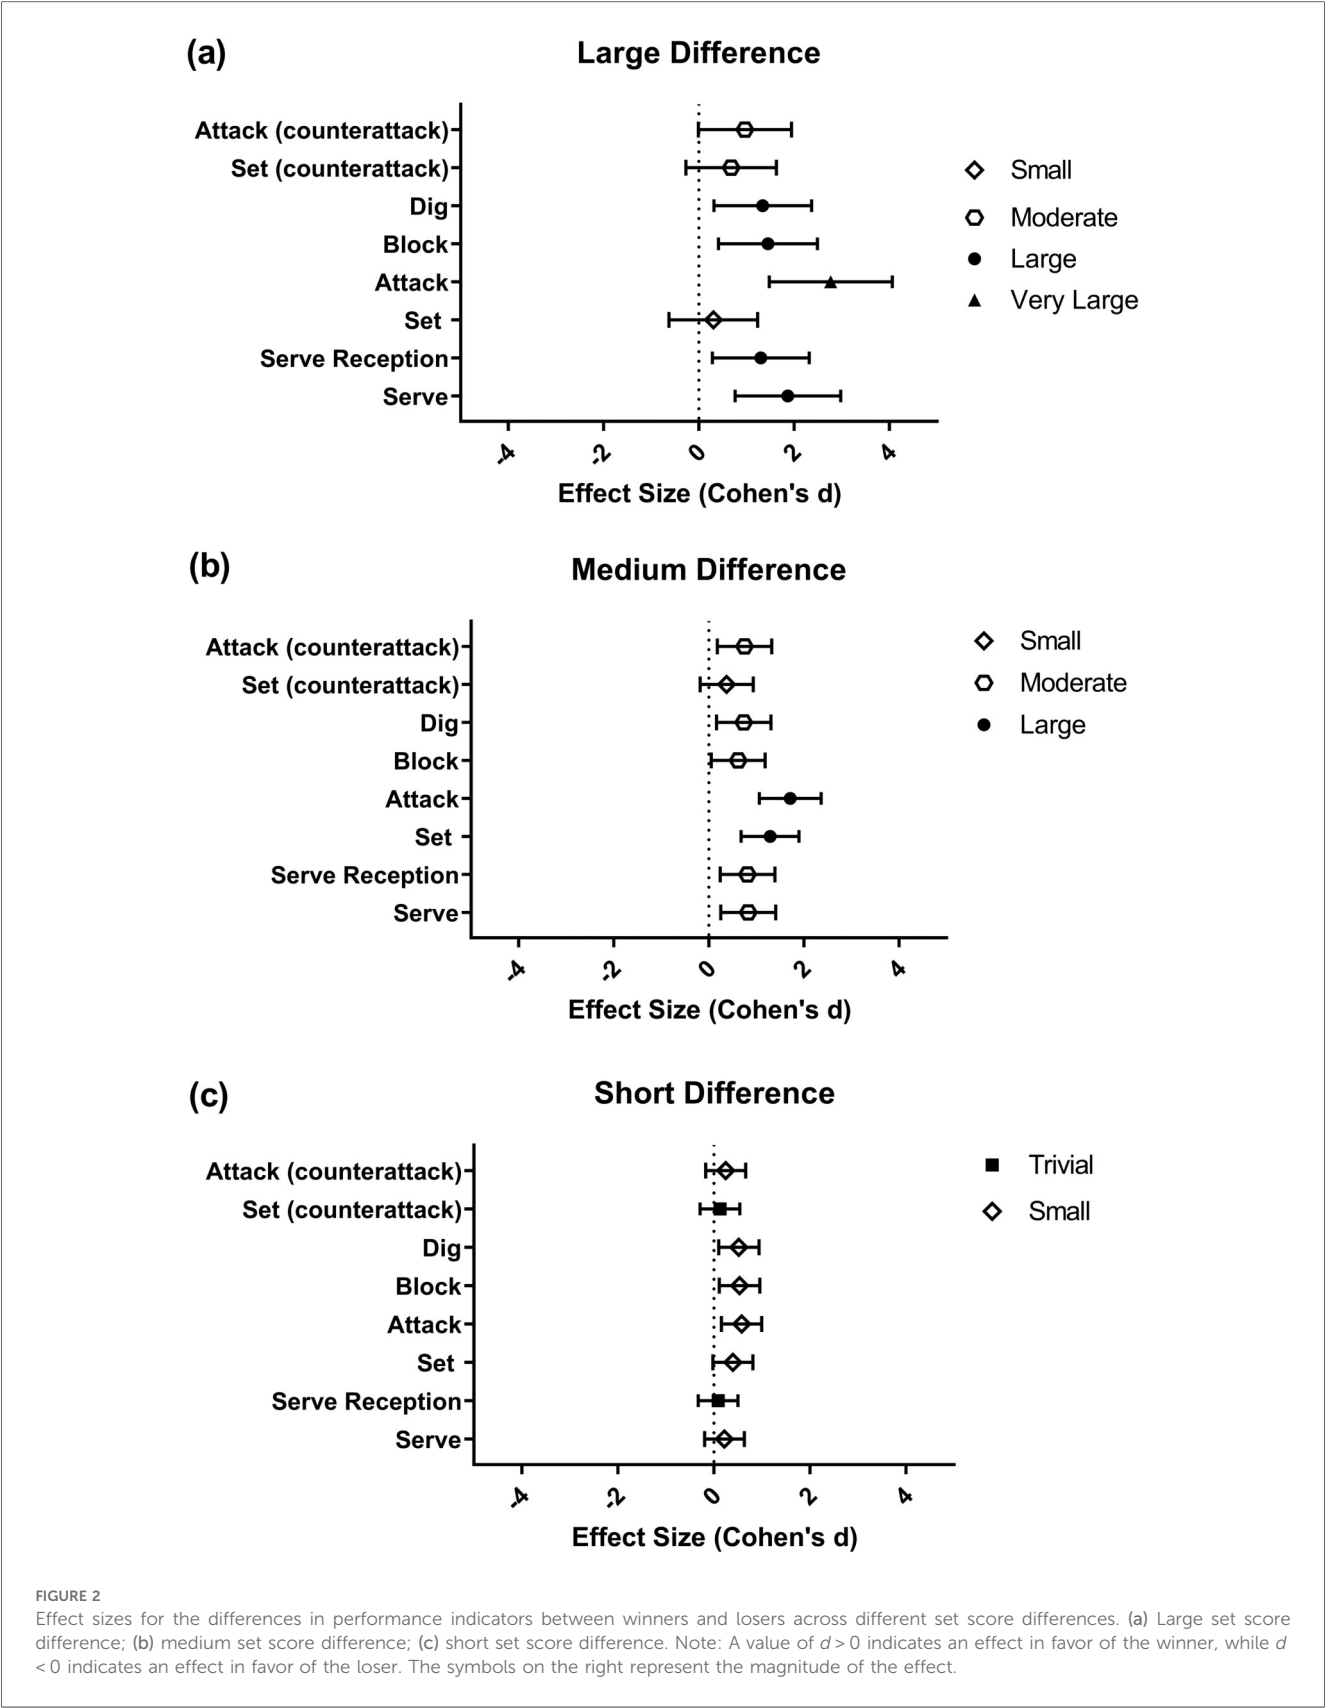 (a)
Large Difference
Attack (counterattack)
Set (counterattack)
Dig
Block
Attack
Set
Serve Reception
Serve
-4 -2 0 2 4
Effect Size (Cohen's d)
Small
Moderate
Large
Very Large
(b)
Medium Difference
Attack (counterattack)
Set (counterattack)
Dig
Block
Attack
Set
Serve Reception
Serve
-4 -2 0 2 4
Effect Size (Cohen's d)
Small
Moderate
Large
(c)
Short Difference
Attack (counterattack)
Set (counterattack)
Dig
Block
Attack
Set
Serve Reception
Serve
-4 -2 0 2 4
Effect Size (Cohen's d)
Trivial
Small
FIGURE 2
Effect sizes for the differences in performance indicators between winners and losers across different set score differences. (a) Large set score
difference; (b) medium set score difference; (c) short set score difference. Note: A value of d > 0 indicates an effect in favor of the winner, while d
< 0 indicates an effect in favor of the loser. The symbols on the right represent the magnitude of the effect.